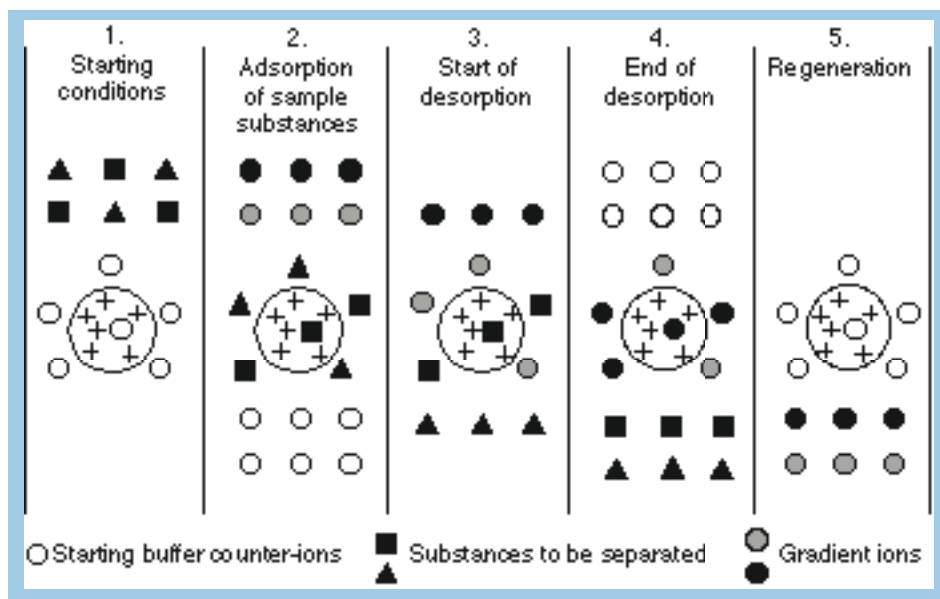 1.
Starting
conditions
2.
Adsorption
of sample
substances
3.
Start of
desorption
4.
End of
desorption
5.
Regeneration
+ + + + +
+ + + + +
+ + + + +
+ + + + +
+ + + + +
Starting buffer counter-ions
Substances to be separated
Gradient ions